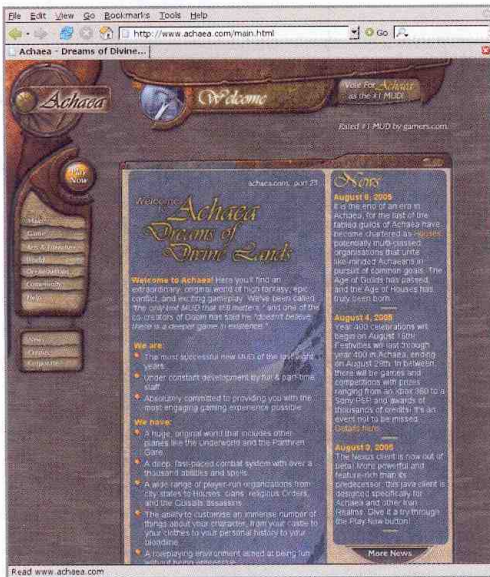 File Edit View Go Bookmarks Tools Help
http://www.achaea.com/main.html
Go
Achaea - Dreams of Divine...
Achaea
Welcome
Vote For Achaea
as the #1 MUD!
Rated #1 MUD by gamers.com.
Play
Now
Game
World
Organisations
Community
Help
News
achaea.com, port 23
Welcome to
Achaea
Dreams of
Divine Lands
Welcome to Achaea! Here you'll find an
extraordinary, original world of high fantasy, epic
conflict, and exciting gameplay. We've been called
"the only text MUD that still matters," and one of the
co-creators of Diablo has said he "doesn't believe
there is a deeper game in existence."
We are:
The most successful new MUD of the last eight
years.
Under constant development by full & part-time
staff.
Absolutely committed to providing you with the
most engaging gaming experience possible.
We have:
A huge, original world that includes other
planes like the Underworld and the Parthren
Gare.
A deep, fast-paced combat system with over a
thousand abilities and spells.
A wide range of player-run organizations from
city-states to Houses, clans, religious Orders,
and the Quisalis assassins.
The ability to customise an immense number of
things about your character, from your castle to
your clothes to your personal history to your
bloodline.
A roleplaying environment aimed at being fun
without being
News
August 8, 2005
It is the end of an era in
Achaea, for the last of the
fabled guilds of Achaea have
become chartered as Houses,
potentially multi-classed
organisations that unite
like-minded Achaeans in
pursuit of common goals. The
Age of Guilds has passed,
and the Age of Houses has
truly been born.
August 4, 2005
Year 400 celebrations will
begin on August 16th!
Festivities will last through
year 400 in Achaea, ending
on August 28th. In between,
there will be games and
competitions with prizes
ranging from an Xbox 360 to a
Sony PSP and awards of
thousands of credits. It's an
event not to be missed.
Details here.
August 3, 2005
The Nexus client is now out of
beta! More powerful and
feature-rich than its
predecessor, this java client is
designed specifically for
Achaea and other Iron
Realms. Give it a try through
the Play Now button!
More News
Read www.achaea.com